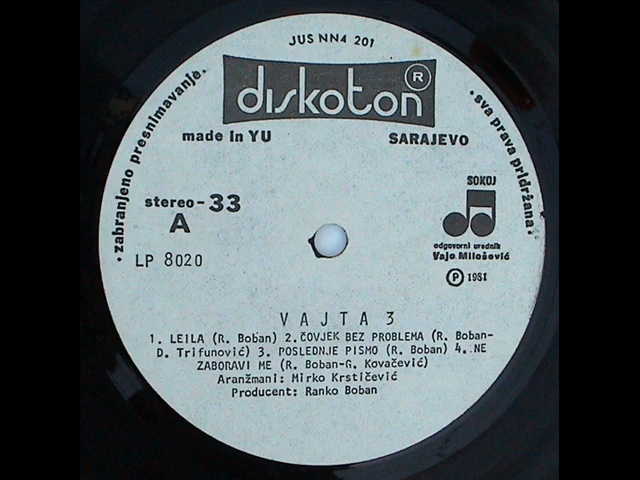 JUS NN4 201
diskoton ®
• zabranjeno presnimavanje •
• sva prava pridržana •
made in YU
SARAJEVO
stereo - 33
A
LP 8020
SOKOJ
odgovorni urednik
Vojo Milošević
Ⓟ 1981
VAJTA 3
1. LEILA (R. Boban) 2. ČOVJEK BEZ PROBLEMA (R. Boban-
D. Trifunović) 3. POSLEDNJE PISMO (R. Boban) 4. NE
ZABORAVI ME (R. Boban-G. Kovačević)
Aranžmani: Mirko Krstičević
Producent: Ranko Boban